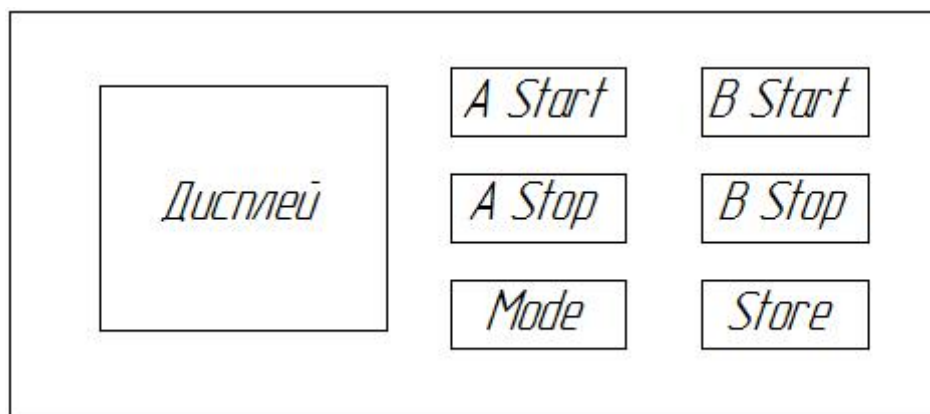 Дисплей
A Start
B Start
A Stop
B Stop
Mode
Store